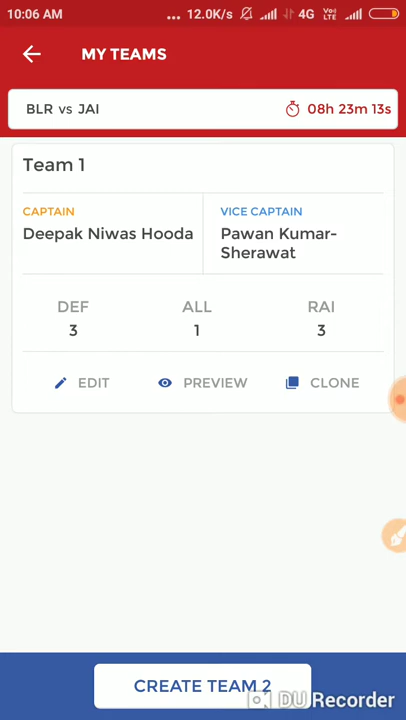 10:06 AM ... 12.0K/s 4G VoLTE
MY TEAMS
BLR vs JAI 08h 23m 13s
Team 1
CAPTAIN VICE CAPTAIN
Deepak Niwas Hooda Pawan Kumar-
Sherawat
DEF ALL RAI
3 1 3
EDIT PREVIEW CLONE
CREATE TEAM 2
DU Recorder